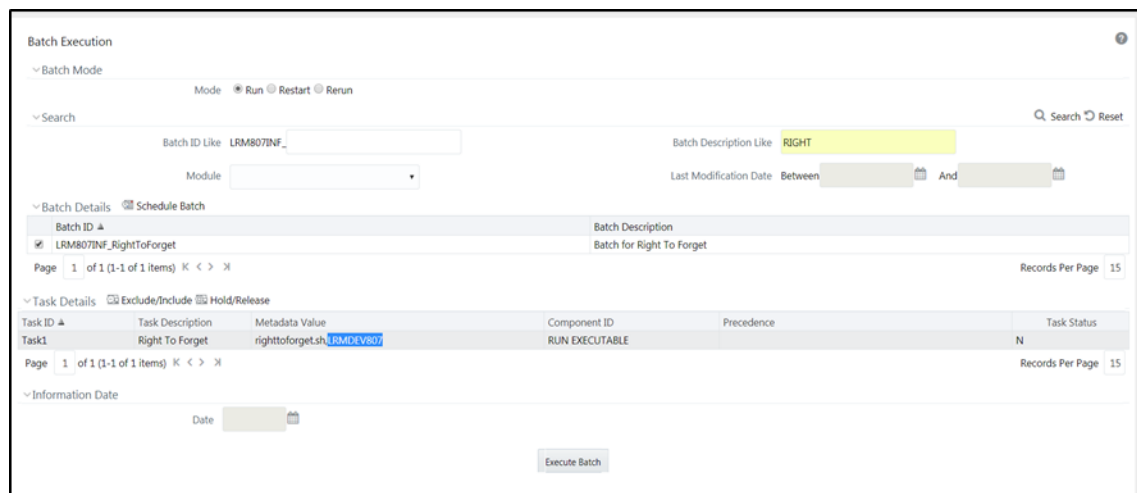 Batch Execution
Batch Mode
Mode Run Restart Rerun
Search Search Reset
Batch ID Like LRM807INF_ Batch Description Like RIGHT
Module Last Modification Date Between And
Batch Details Schedule Batch
Batch ID Batch Description
LRM807INF_RightToForget Batch for Right To Forget
Page 1 of 1 (1-1 of 1 items) Records Per Page 15
Task Details Exclude/Include Hold/Release
Task ID Task Description Metadata Value Component ID Precedence Task Status
Task1 Right To Forget righttoforget.sh,LRMDEV807 RUN EXECUTABLE N
Page 1 of 1 (1-1 of 1 items) Records Per Page 15
Information Date
Date
Execute Batch